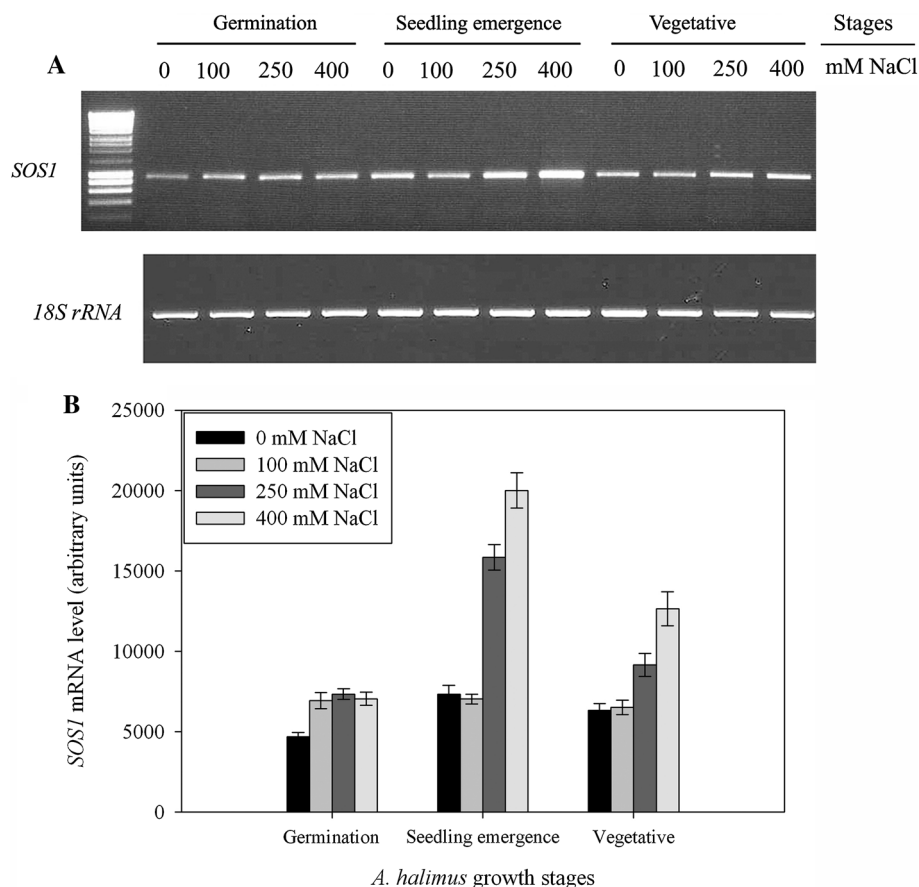 Germination Seedling emergence Vegetative Stages
A 0 100 250 400 0 100 250 400 0 100 250 400 mM NaCl
SOS1
18S rRNA
B
25000
20000
15000
10000
5000
0
SOS1 mRNA level (arbitrary units)
0 mM NaCl
100 mM NaCl
250 mM NaCl
400 mM NaCl
Germination Seedling emergence Vegetative
A. halimus growth stages